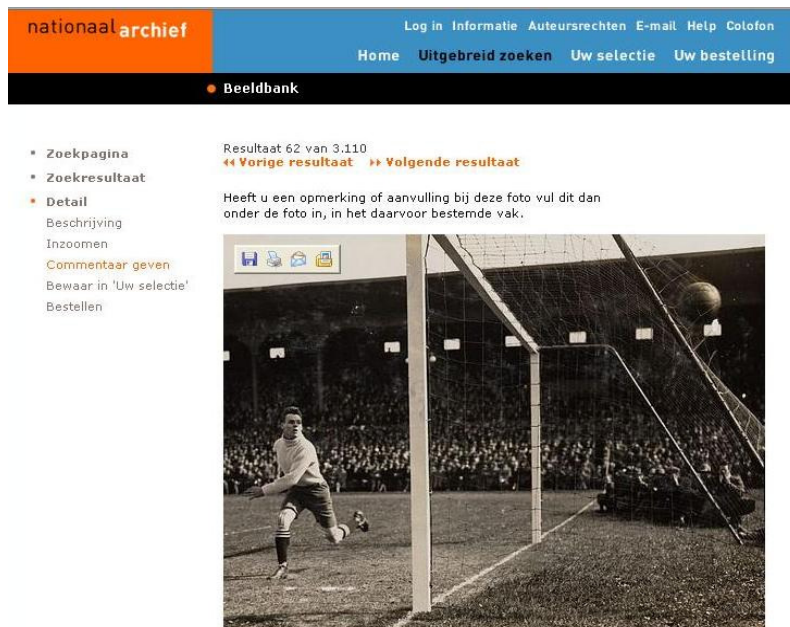 nationaal archief
Log in Informatie Auteursrechten E-mail Help Colofon
Home Uitgebreid zoeken Uw selectie Uw bestelling
Beeldbank
Zoekpagina
Zoekresultaat
Detail
Beschrijving
Inzoomen
Commentaar geven
Bewaar in 'Uw selectie'
Bestellen
Resultaat 62 van 3.110
Vorige resultaat Volgende resultaat
Heeft u een opmerking of aanvulling bij deze foto vul dit dan
onder de foto in, in het daarvoor bestemde vak.